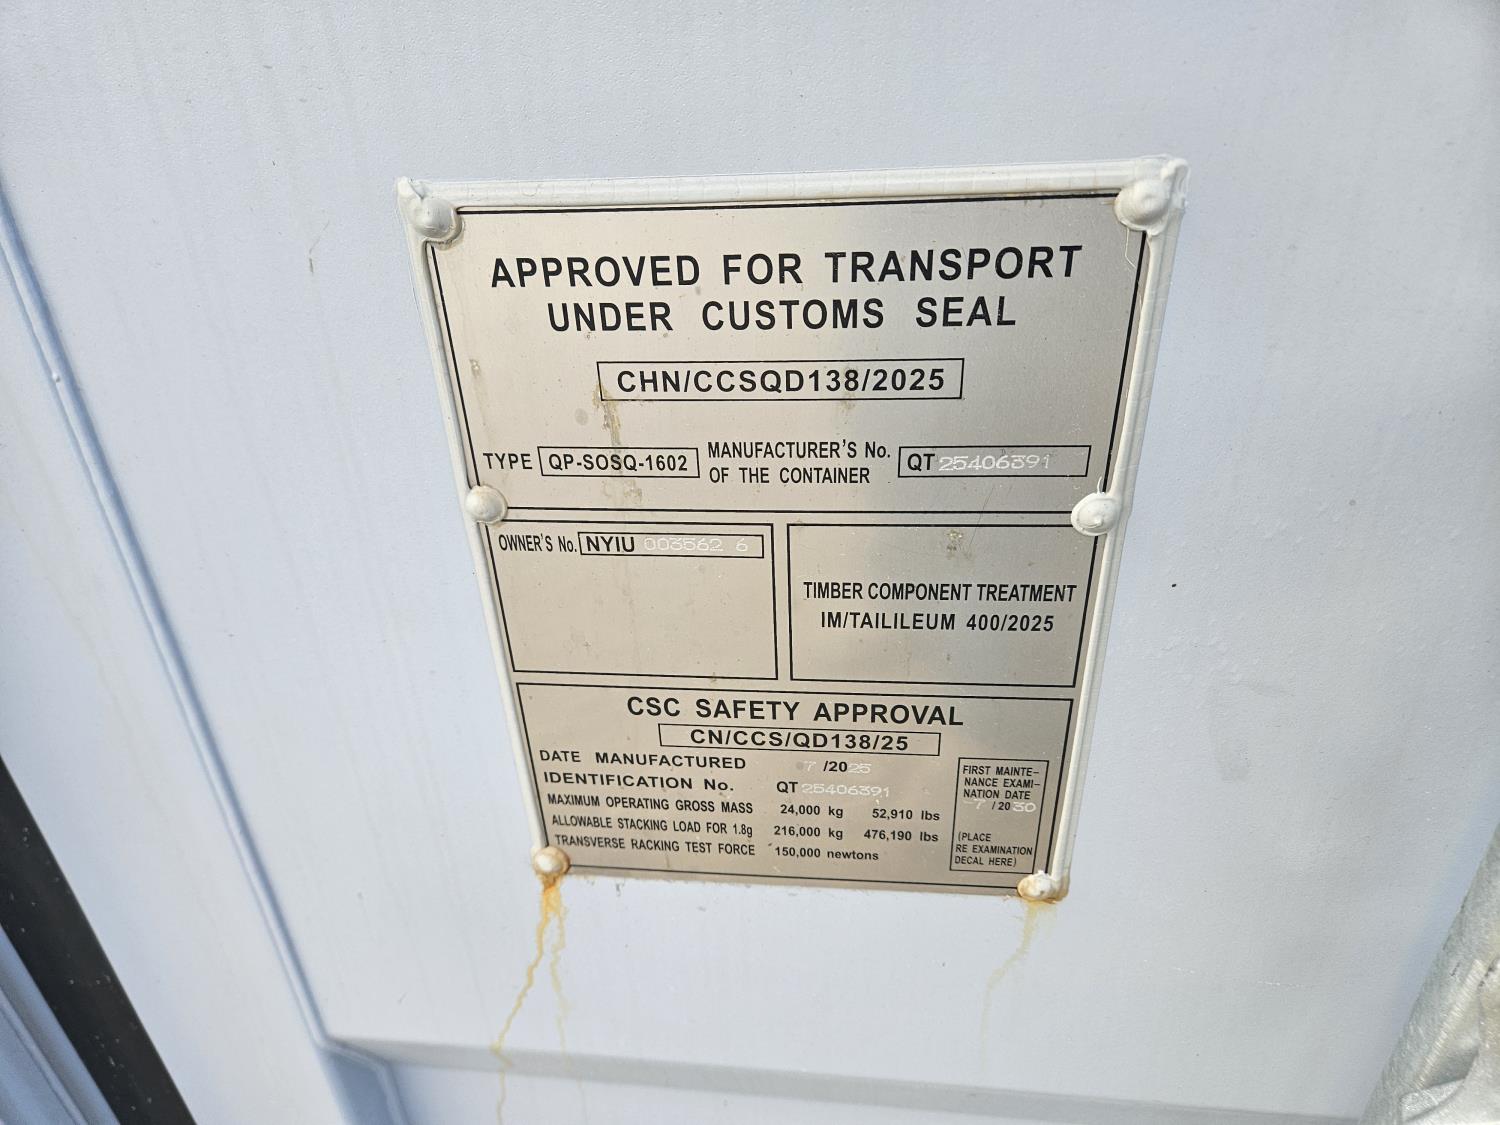 APPROVED FOR TRANSPORT
UNDER CUSTOMS SEAL
CHN/CCSQD138/2025
TYPE QP-SOSQ-1602 MANUFACTURER'S No. OF THE CONTAINER QT 25406391
OWNER'S No. NYIU 003562 6
TIMBER COMPONENT TREATMENT
IM/TAILILEUM 400/2025
CSC SAFETY APPROVAL
CN/CCS/QD138/25
DATE MANUFACTURED 7 /2025
IDENTIFICATION No. QT 25406391
MAXIMUM OPERATING GROSS MASS 24,000 kg 52,910 lbs
ALLOWABLE STACKING LOAD FOR 1.8g 216,000 kg 476,190 lbs
TRANSVERSE RACKING TEST FORCE 150,000 newtons
FIRST MAINTE-
NANCE EXAMI-
NATION DATE
7 / 2030
(PLACE
RE EXAMINATION
DECAL HERE)